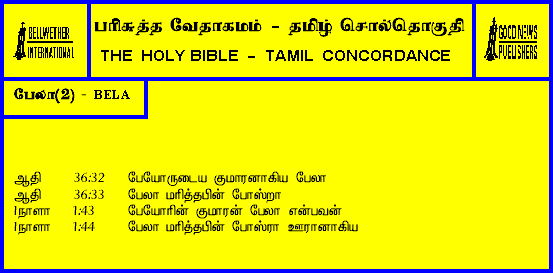 BELLWETHER
INTERNATIONAL
பரிசுத்த வேதாகமம் - தமிழ் சொல்தொகுதி
THE HOLY BIBLE - TAMIL CONCORDANCE
GOOD NEWS
PUBLISHERS
பேலா(2) - BELA
ஆதி 36:32 பேயோருடைய குமாரனாகிய பேலா
ஆதி 36:33 பேலா மரித்தபின் போஸ்றா
1நாளா 1:43 பேயோரின் குமாரன் பேலா என்பவன்
1நாளா 1:44 பேலா மரித்தபின் போஸ்ரா ஊரானாகிய